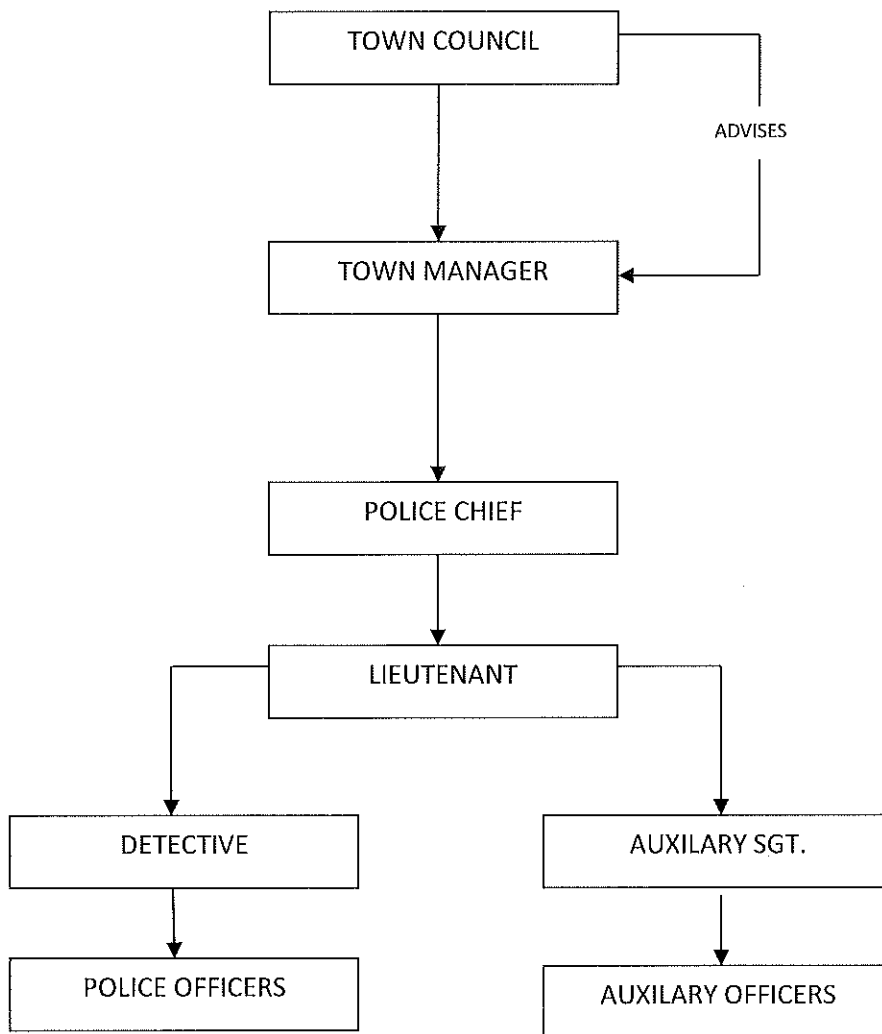 TOWN COUNCIL
ADVISES
TOWN MANAGER
POLICE CHIEF
LIEUTENANT
DETECTIVE
AUXILARY SGT.
POLICE OFFICERS
AUXILARY OFFICERS